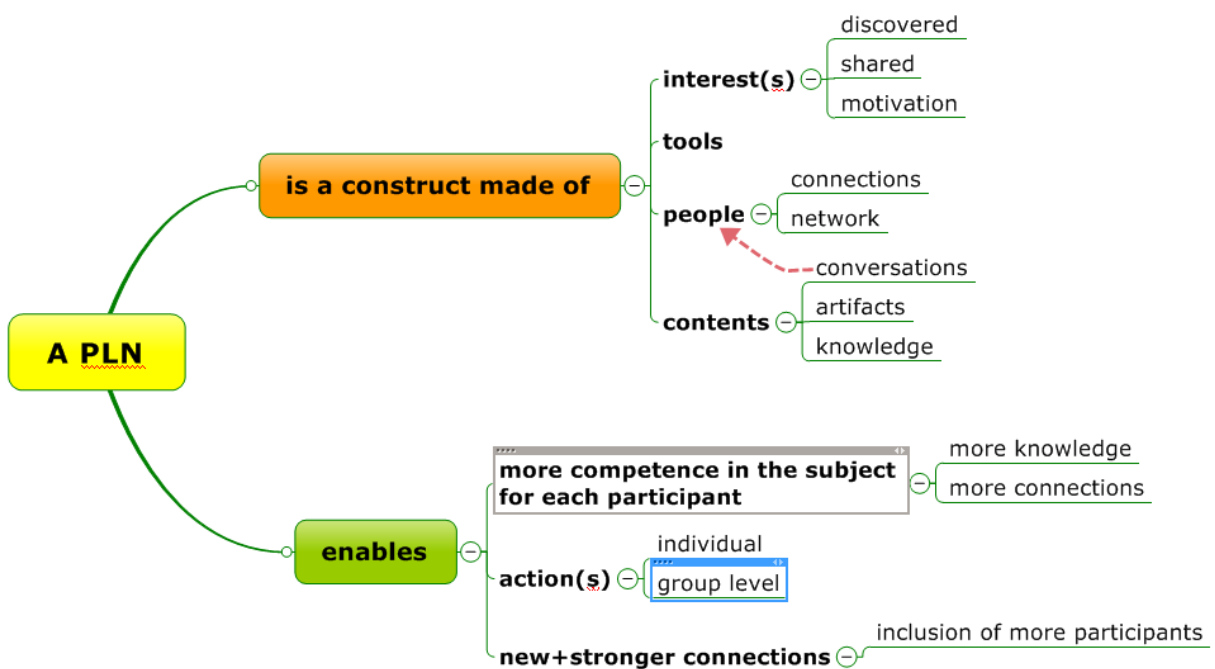 A PLN
is a construct made of
interest(s)
discovered
shared
motivation
tools
people
connections
network
contents
conversations
artifacts
knowledge
enables
more competence in the subject
for each participant
more knowledge
more connections
action(s)
individual
group level
new+stronger connections
inclusion of more participants